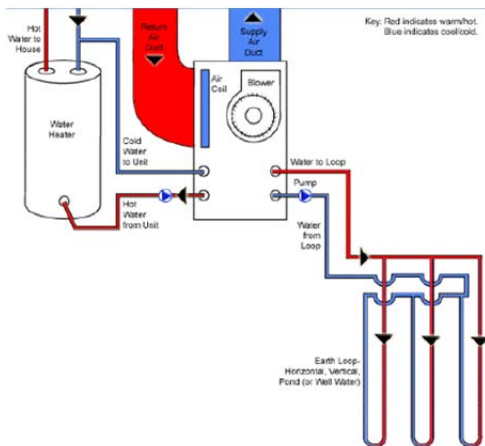 Hot
Water to
House
Return
Air
Duct
Supply
Air
Duct
Key: Red indicates warm/hot.
Blue indicates cool/cold.
Water
Heater
Air
Coil
Blower
Cold
Water
to Unit
Water to Loop
Hot
Water
from Unit
Pump
Water
from
Loop
Earth Loop-
Horizontal, Vertical,
Pond (or Well Water)